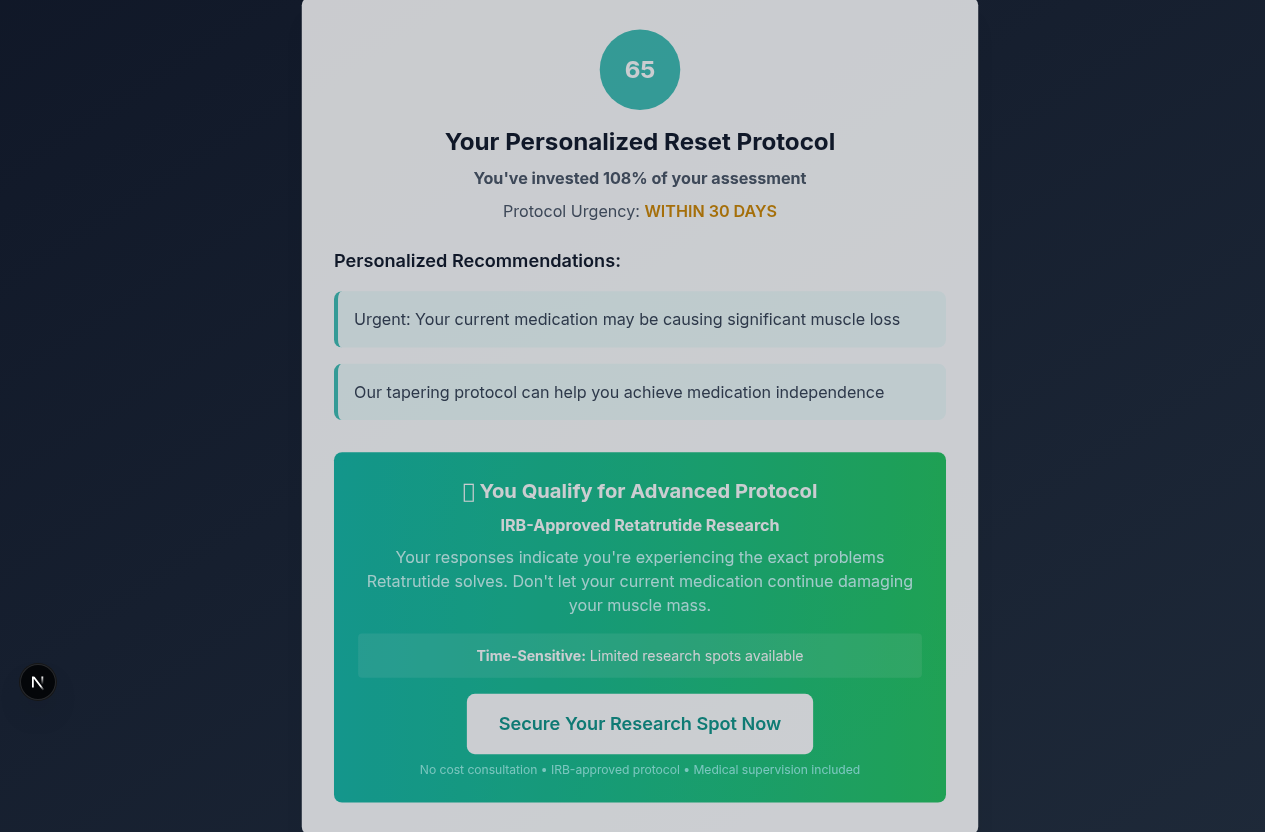 65
Your Personalized Reset Protocol
You've invested 108% of your assessment
Protocol Urgency: WITHIN 30 DAYS
Personalized Recommendations:
Urgent: Your current medication may be causing significant muscle loss
Our tapering protocol can help you achieve medication independence
You Qualify for Advanced Protocol
IRB-Approved Retatrutide Research
Your responses indicate you're experiencing the exact problems
Retatrutide solves. Don't let your current medication continue damaging
your muscle mass.
Time-Sensitive: Limited research spots available
N
Secure Your Research Spot Now
No cost consultation • IRB-approved protocol • Medical supervision included